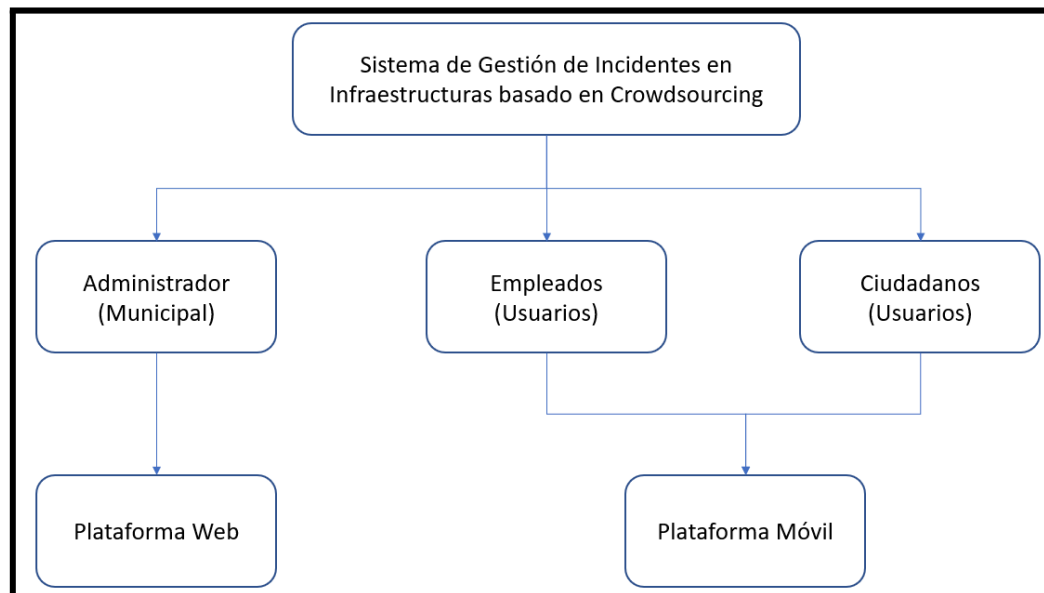 Sistema de Gestión de Incidentes en
Infraestructuras basado en Crowdsourcing
Administrador
(Municipal)
Empleados
(Usuarios)
Ciudadanos
(Usuarios)
Plataforma Web
Plataforma Móvil